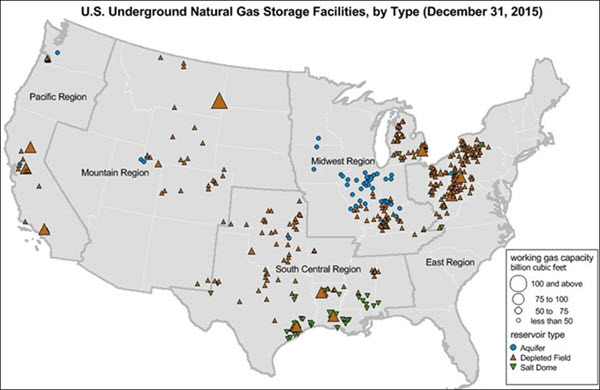 U.S. Underground Natural Gas Storage Facilities, by Type (December 31, 2015)
Pacific Region
Mountain Region
Midwest Region
South Central Region
East Region
working gas capacity
billion cubic feet
100 and above
75 to 100
50 to 75
less than 50
reservoir type
Aquifer
Depleted Field
Salt Dome